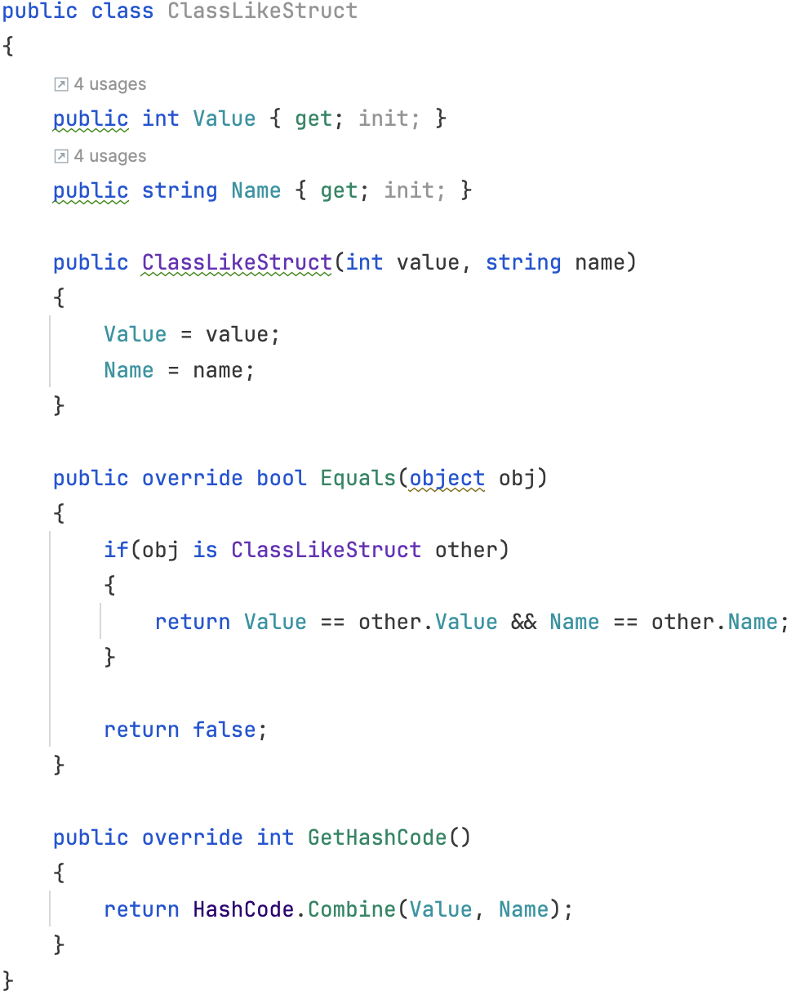 public class ClassLikeStruct
{
    4 usages
    public int Value { get; init; }
    4 usages
    public string Name { get; init; }

    public ClassLikeStruct(int value, string name)
    {
        Value = value;
        Name = name;
    }

    public override bool Equals(object obj)
    {
        if(obj is ClassLikeStruct other)
        {
            return Value == other.Value && Name == other.Name;
        }

        return false;
    }

    public override int GetHashCode()
    {
        return HashCode.Combine(Value, Name);
    }
}